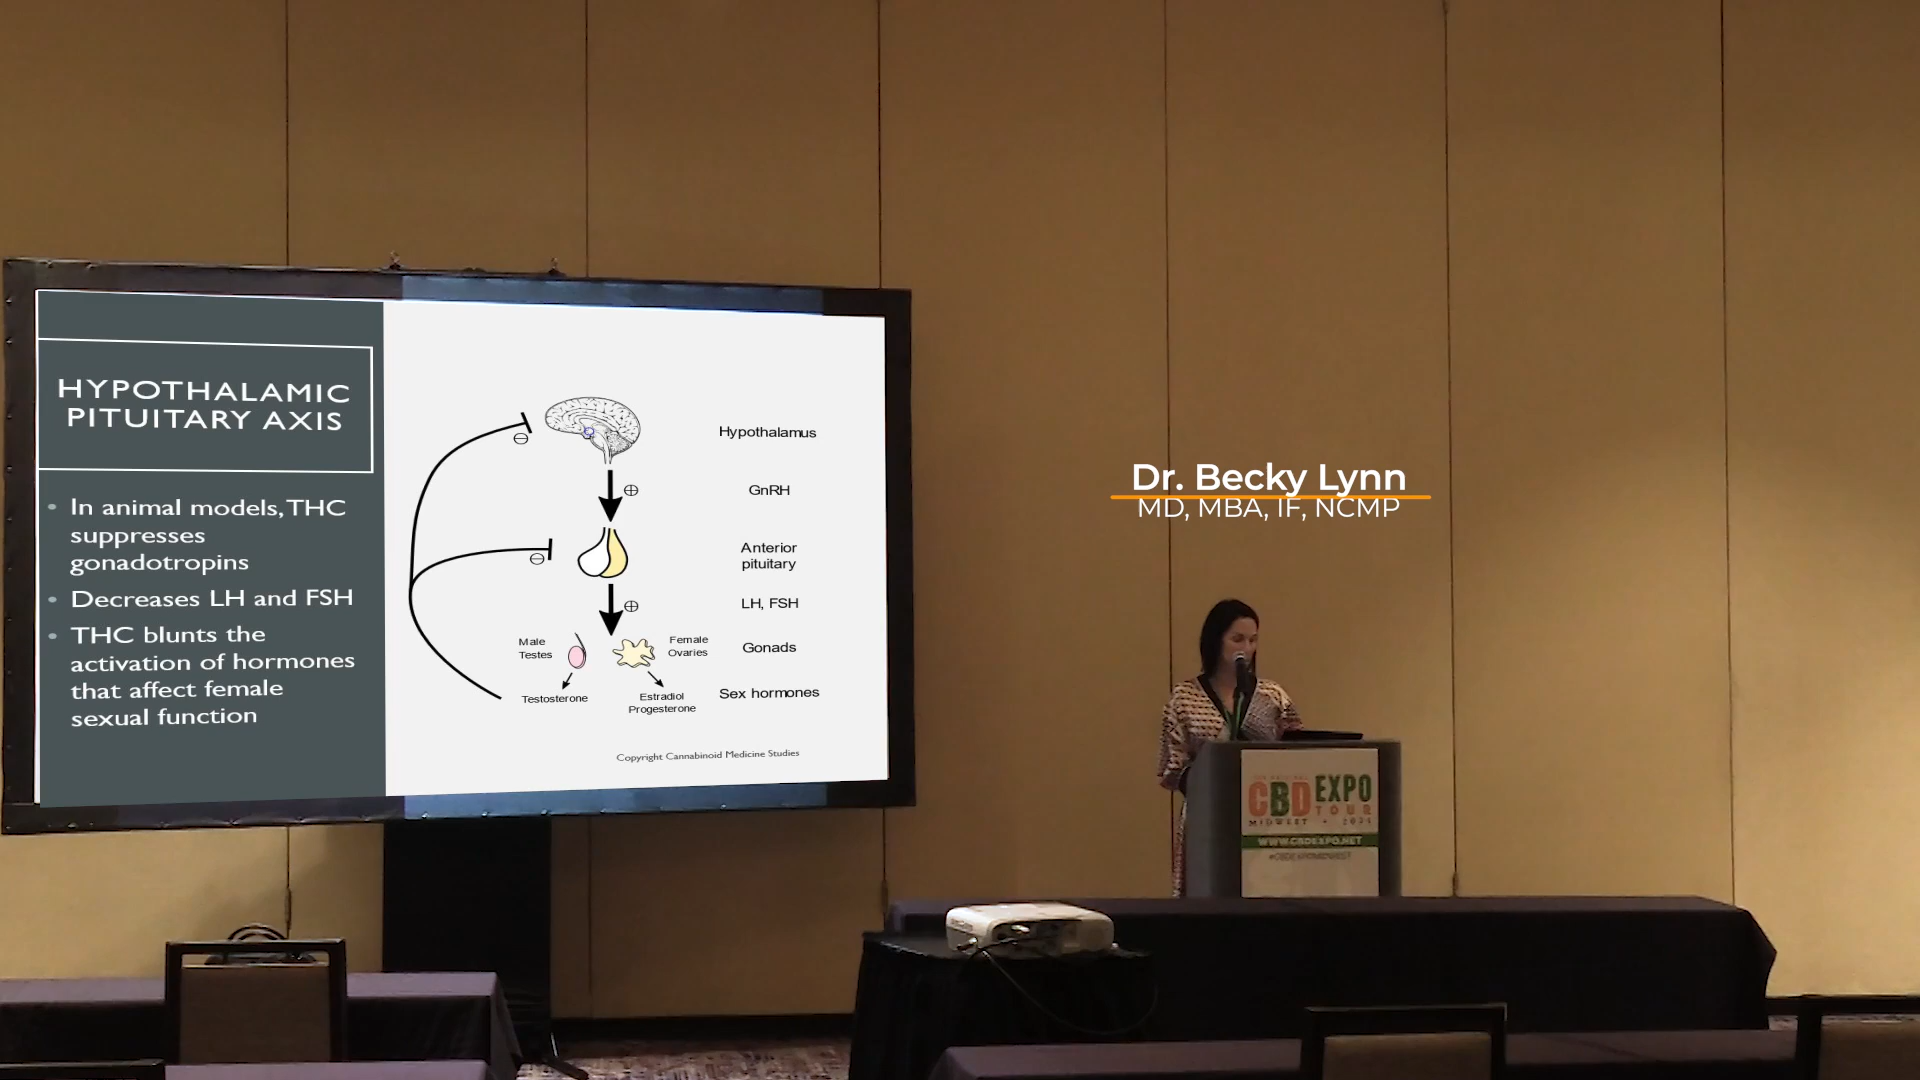 HYPOTHALAMIC
PITUITARY AXIS
• In animal models, THC
suppresses
gonadotropins
• Decreases LH and FSH
• THC blunts the
activation of hormones
that affect female
sexual function
Hypothalamus
GnRH
Anterior
pituitary
LH, FSH
Male
Testes
Female
Ovaries
Gonads
Testosterone
Estradiol
Progesterone
Sex hormones
Copyright Cannabinoid Medicine Studies
Dr. Becky Lynn
MD, MBA, IF, NCMP
CBD EXPO
TOUR
MIDWEST • 2021
WWW.CBDEXPO.NET
#CBDEXPOMIDWEST